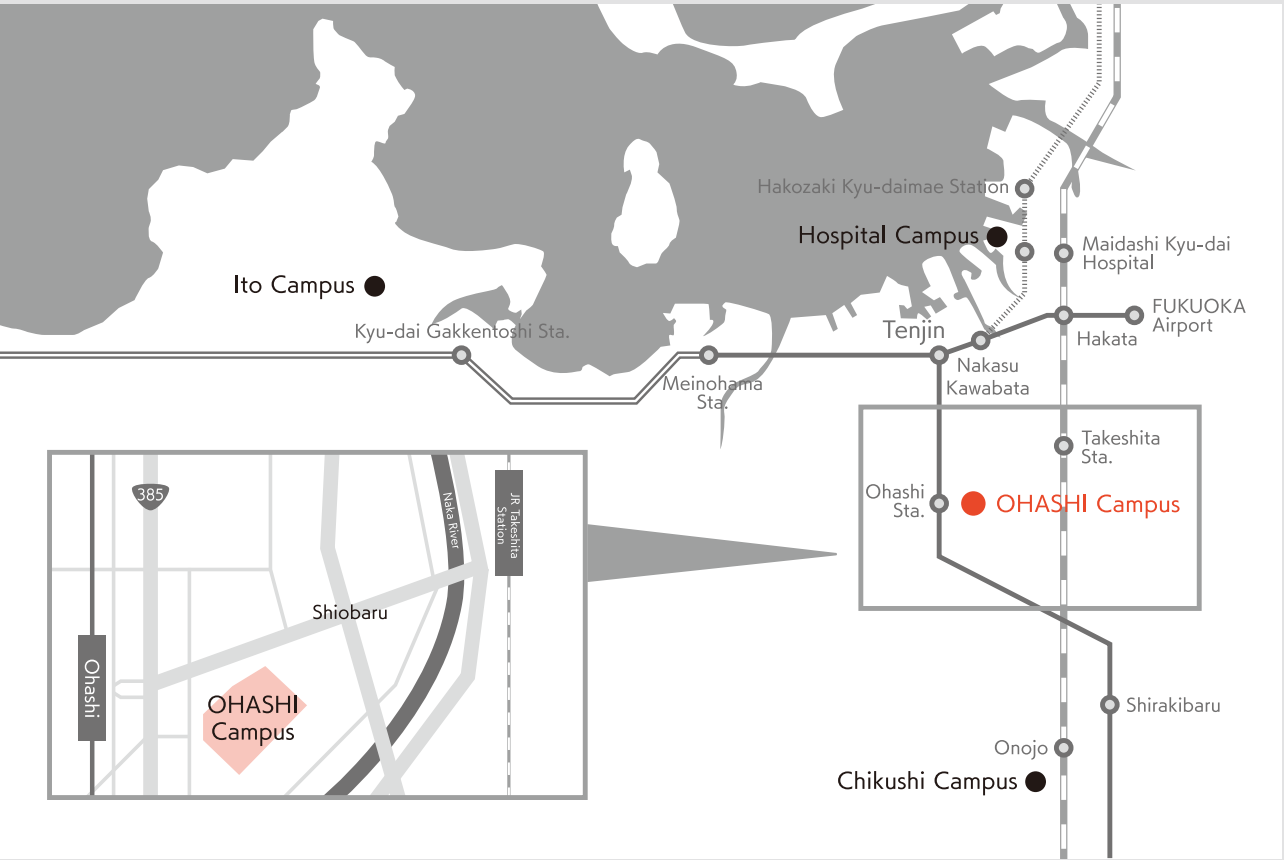 Hakozaki Kyu-daimae Station
Hospital Campus
Maidashi Kyu-dai
Hospital
Ito Campus
FUKUOKA
Airport
Kyu-dai Gakkentoshi Sta.
Tenjin
Hakata
Nakasu
Kawabata
Meinohama
Sta.
Takeshita
Sta.
Ohashi
Sta.
OHASHI Campus
385
Naka River
JR Takeshita
Station
Shiobaru
Ohashi
OHASHI
Campus
Shirakibaru
Onojo
Chikushi Campus